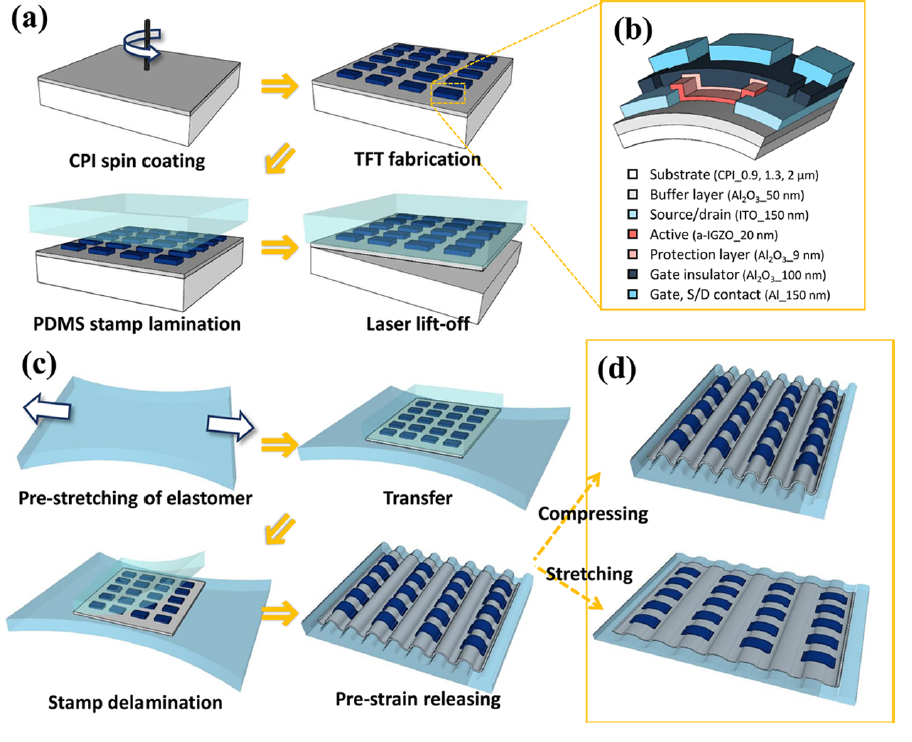 (a)
CPI spin coating
TFT fabrication
PDMS stamp lamination
Laser lift-off
(b)
Substrate (CPI_0.9, 1.3, 2 μm)
Buffer layer (Al₂O₃_50 nm)
Source/drain (ITO_150 nm)
Active (a-IGZO_20 nm)
Protection layer (Al₂O₃_9 nm)
Gate insulator (Al₂O₃_100 nm)
Gate, S/D contact (Al_150 nm)
(c)
Pre-stretching of elastomer
Transfer
Stamp delamination
Pre-strain releasing
(d)
Compressing
Stretching